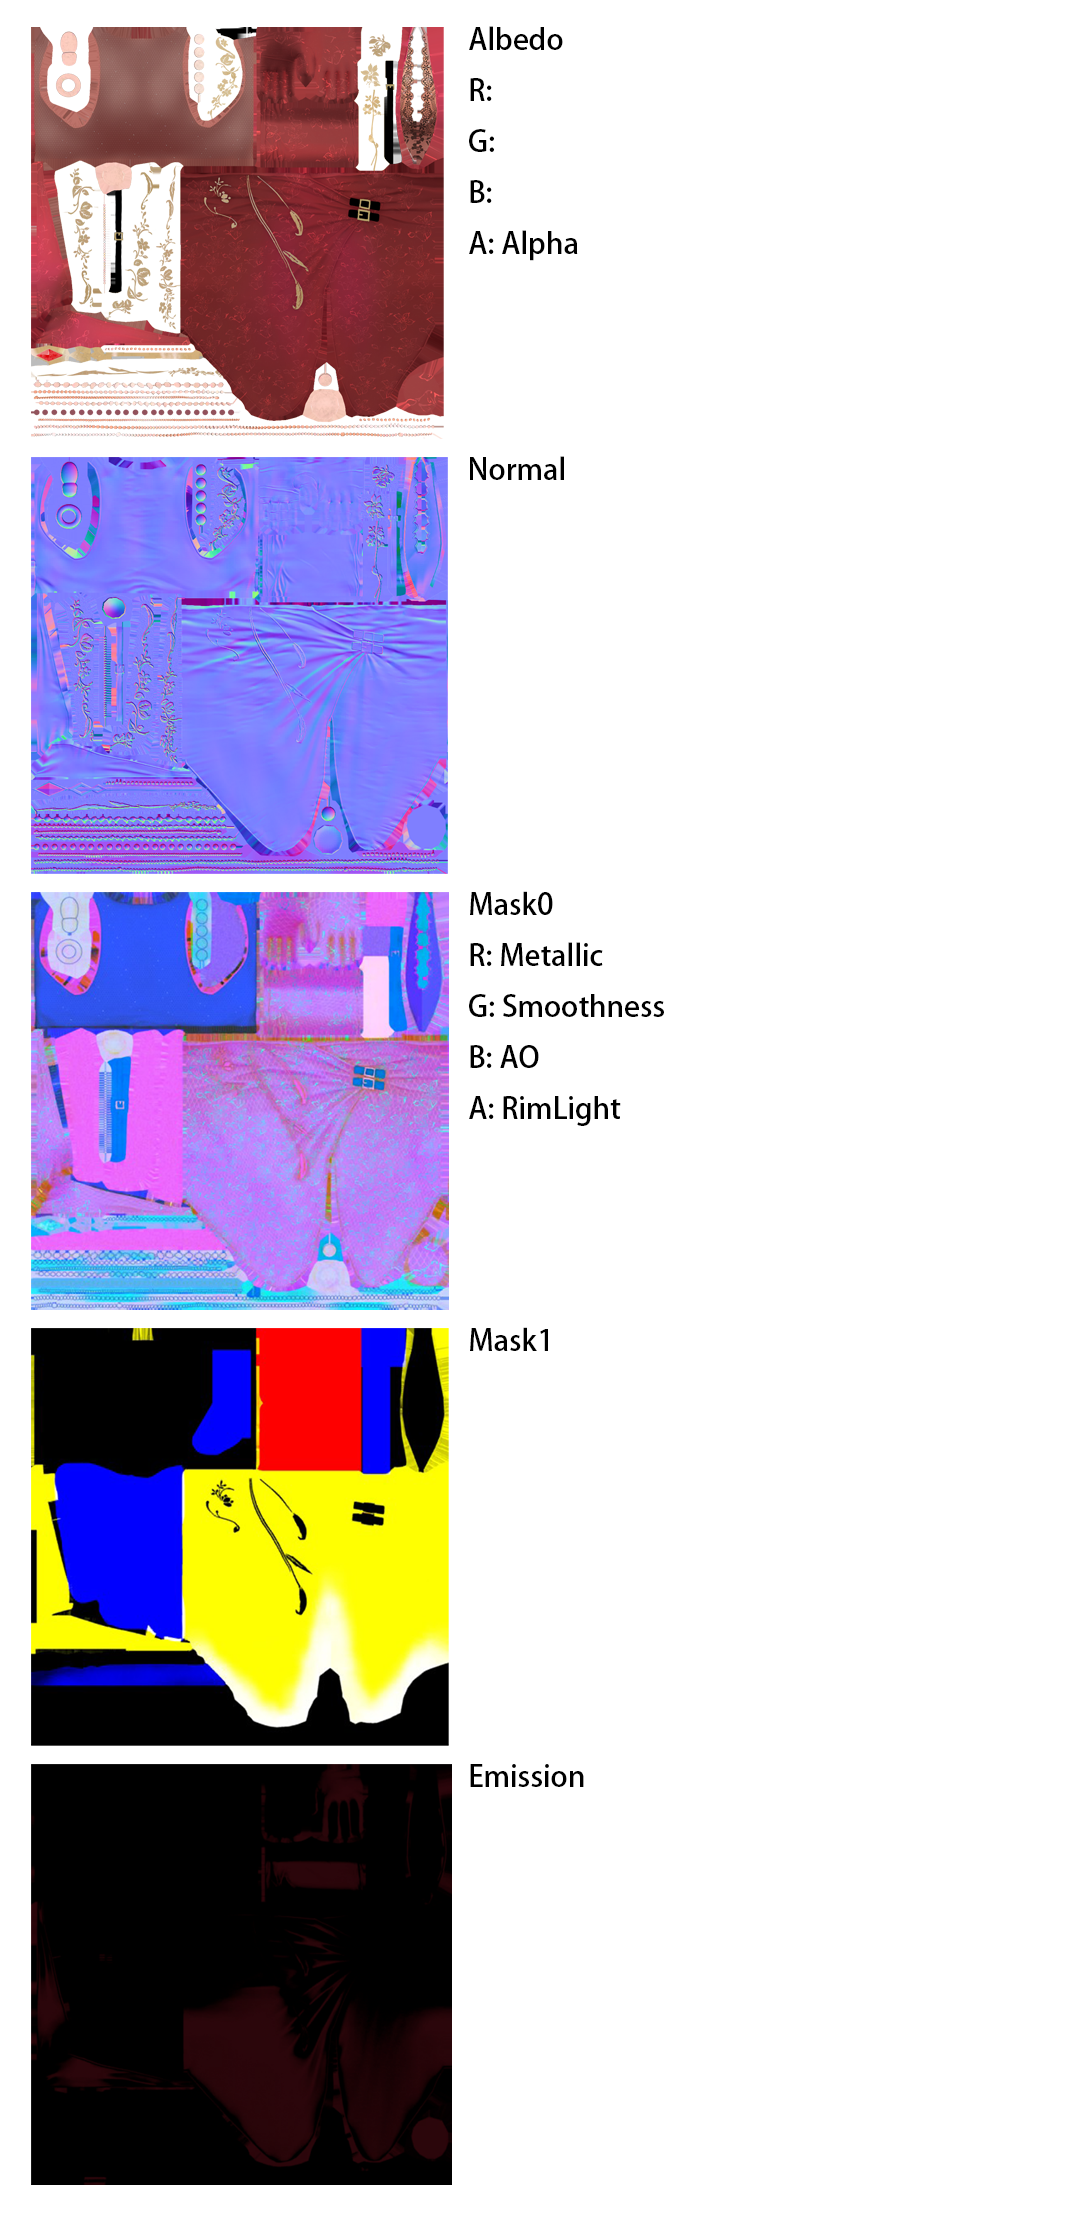 Albedo
R:
G:
B:
A: Alpha
Normal
Mask0
R: Metallic
G: Smoothness
B: AO
A: RimLight
Mask1
Emission